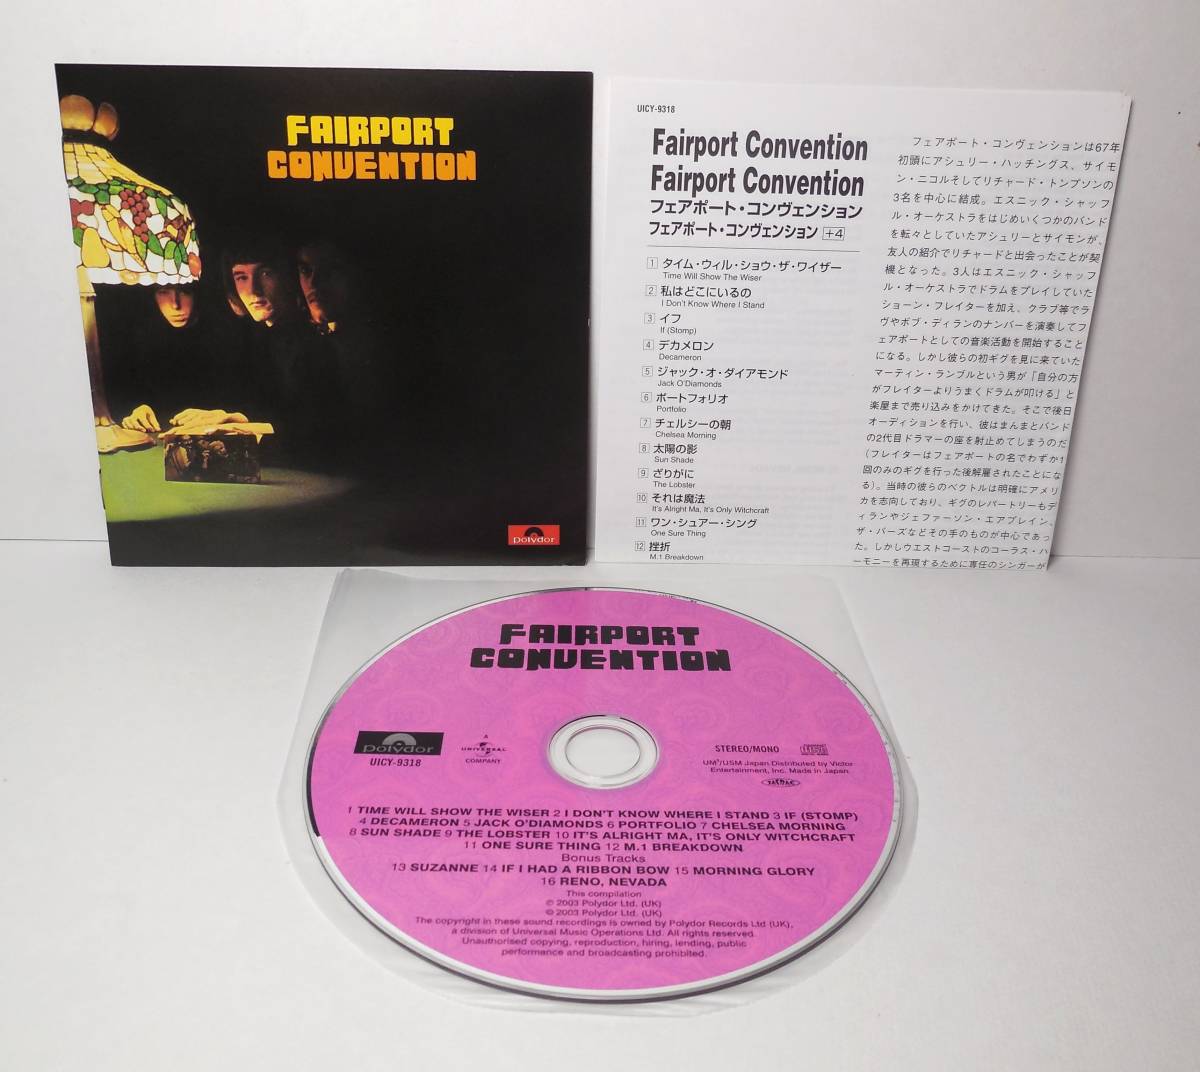 FAIRPORT
CONVENTION
polydor
UICY-9318
Fairport Convention
Fairport Convention
フェアポート・コンヴェンション
フェアポート・コンヴェンション +4
1 タイム・ウィル・ショウ・ザ・ワイザー
Time Will Show The Wiser
2 私はどこにいるの
I Don't Know Where I Stand
3 イフ
If (Stomp)
4 デカメロン
Decameron
5 ジャック・オ・ダイアモンド
Jack O'Diamonds
6 ポートフォリオ
Portfolio
7 チェルシーの朝
Chelsea Morning
8 太陽の影
Sun Shade
9 ざりがに
The Lobster
10 それは魔法
It's Alright Ma, It's Only Witchcraft
11 ワン・シュアー・シング
One Sure Thing
12 挫折
M.1 Breakdown
フェアポート・コンヴェンションは67年
初頭にアシュリー・ハッチングス、サイモ
ン・ニコルそしてリチャード・トンプソンの
3名を中心に結成。エスニック・シャッフ
ル・オーケストラをはじめいくつかのバンド
を転々としていたアシュリーとサイモンが、
友人の紹介でリチャードと出会ったことが契
機となった。3人はエスニック・シャッフ
ル・オーケストラでドラムをプレイしていた
ショーン・フレイターを加え、クラブ等でラ
ヴやボブ・ディランのナンバーを演奏してフ
ェアポートとしての音楽活動を開始すること
になる。しかし彼らの初ギグを見に来ていた
マーティン・ランブルという男が「自分の方
がフレイターよりうまくドラムが叩ける」と
楽屋まで売り込みをかけてきた。そこで後日
オーディションを行い、彼はまんまとバンド
の2代目ドラマーの座を射止めてしまうのだ
(フレイターはフェアポートの名でわずか1
回のみのギグを行った後解雇されたことにな
る)。当時の彼らのベクトルは明確にアメリ
カを志向しており、ギグのレパートリーもデ
ィランやジェファーソン・エアプレイン、
ザ・バーズなどその手のものが中心であっ
た。しかしウエストコーストのコーラス・ハ
ーモニーを再現するために専任のシンガーが
FAIRPORT
CONVENTION
polydor
UICY-9318
A
UNIVERSAL
COMPANY
STEREO/MONO
UM³/USM Japan Distributed by Victor
Entertainment, Inc. Made in Japan.
1 TIME WILL SHOW THE WISER 2 I DON'T KNOW WHERE I STAND 3 IF (STOMP)
4 DECAMERON 5 JACK O'DIAMONDS 6 PORTFOLIO 7 CHELSEA MORNING
8 SUN SHADE 9 THE LOBSTER 10 IT'S ALRIGHT MA, IT'S ONLY WITCHCRAFT
11 ONE SURE THING 12 M.1 BREAKDOWN
Bonus Tracks
13 SUZANNE 14 IF I HAD A RIBBON BOW 15 MORNING GLORY
16 RENO, NEVADA
This compilation
℗ 2003 Polydor Ltd. (UK)
© 2003 Polydor Ltd. (UK)
The copyright in these sound recordings is owned by Polydor Records Ltd (UK),
a division of Universal Music Operations Ltd. All rights reserved.
Unauthorised copying, reproduction, hiring, lending, public
performance and broadcasting prohibited.